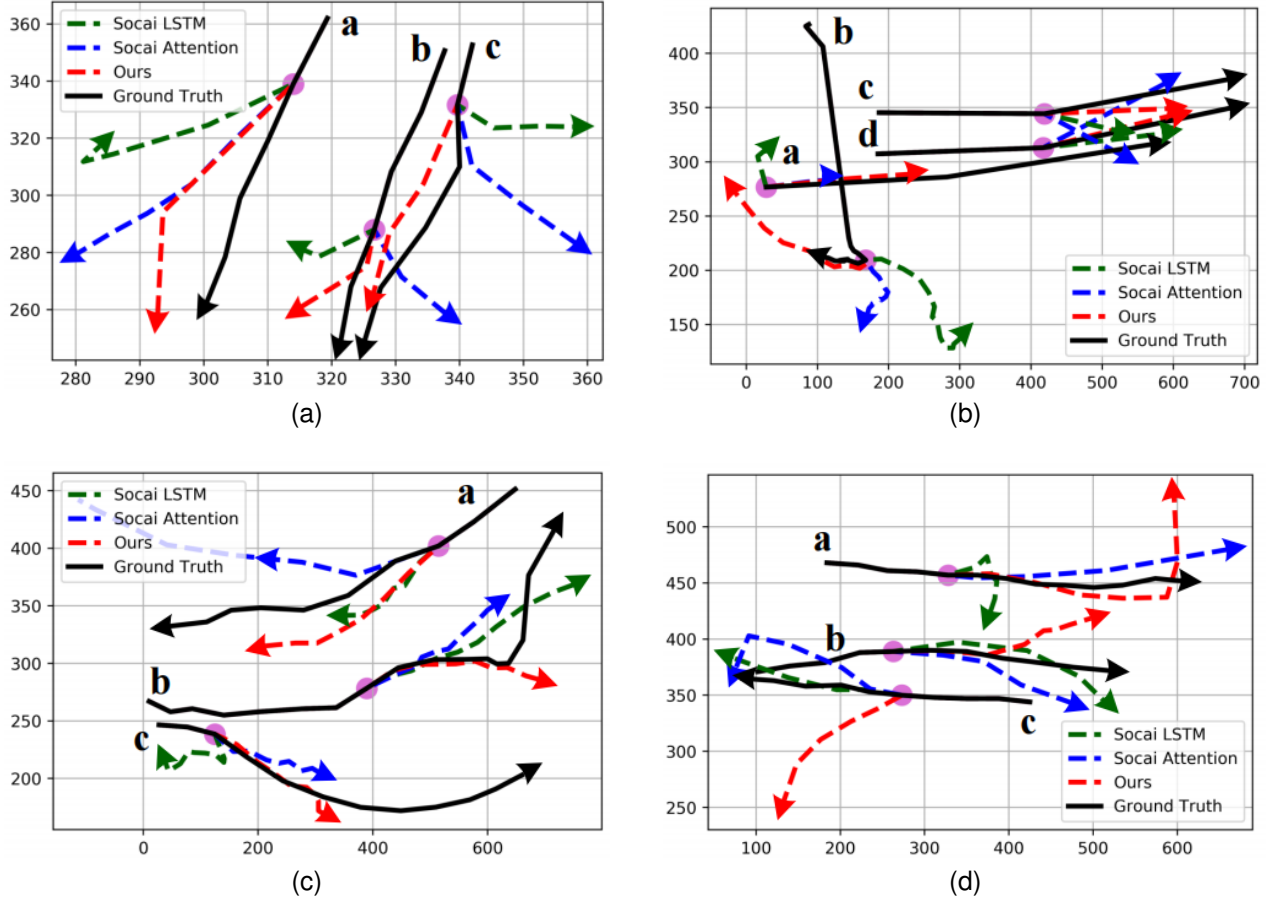 360
340
320
300
280
260
280 290 300 310 320 330 340 350 360
Socai LSTM
Socai Attention
Ours
Ground Truth
a
b
c
(a)
400
350
300
250
200
150
0 100 200 300 400 500 600 700
b
c
d
a
Socai LSTM
Socai Attention
Ours
Ground Truth
(b)
450
400
350
300
250
200
0 200 400 600
Socai LSTM
Socai Attention
Ours
Ground Truth
a
b
c
(c)
500
450
400
350
300
250
100 200 300 400 500 600
a
b
c
Socai LSTM
Socai Attention
Ours
Ground Truth
(d)